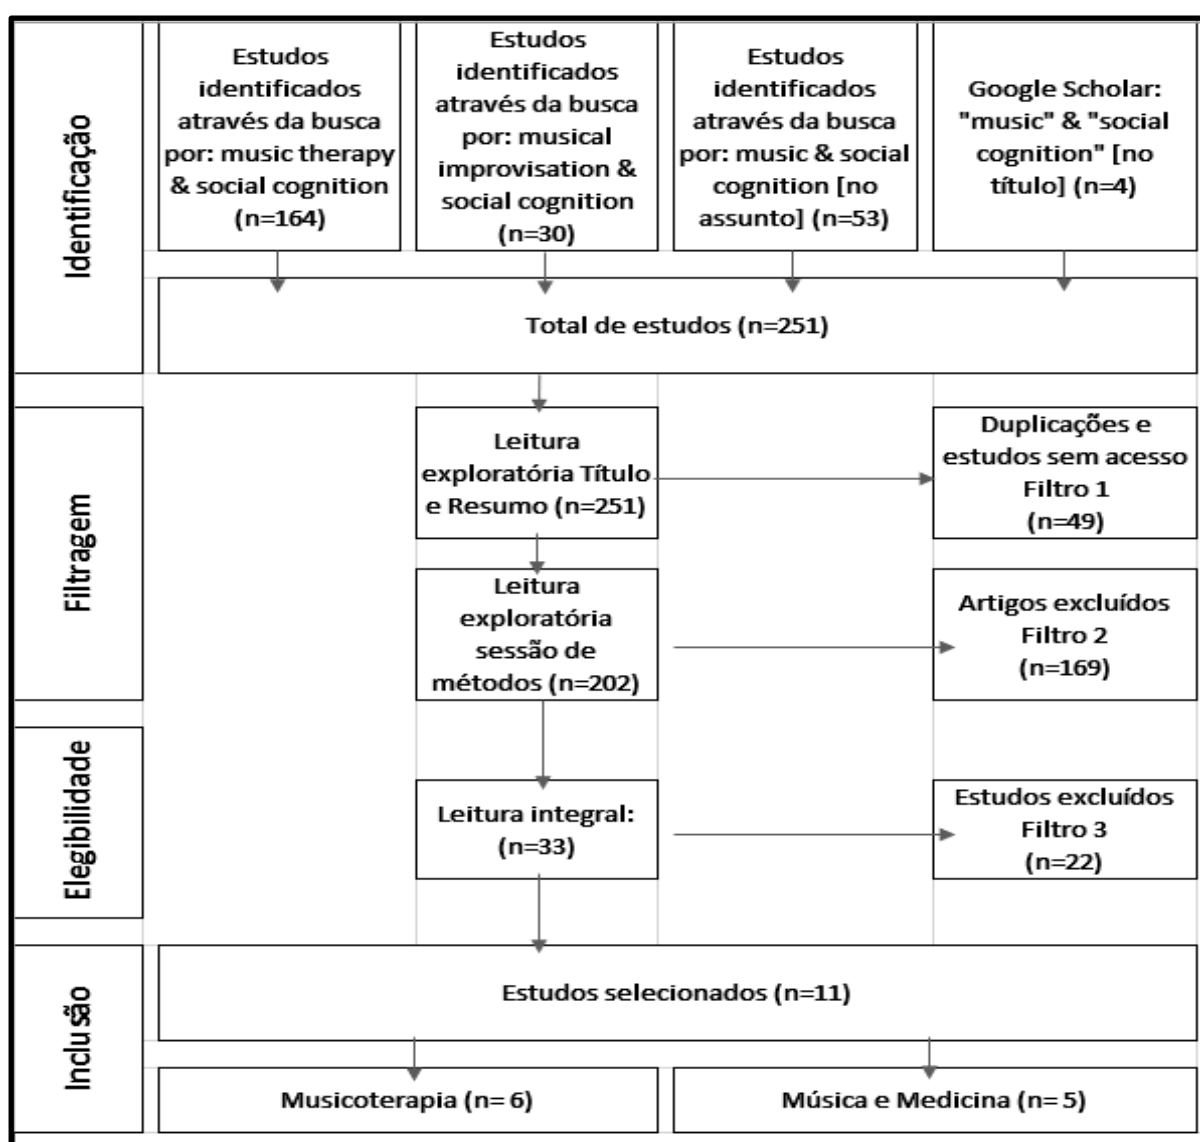 Identificação
Estudos
identificados
através da busca
por: music therapy
& social cognition
(n=164)
Estudos
identificados
através da busca
por: musical
improvisation &
social cognition
(n=30)
Estudos
identificados
através da busca
por: music & social
cognition [no
assunto] (n=53)
Google Scholar:
"music" & "social
cognition" [no
título] (n=4)
Total de estudos (n=251)
Filtragem
Leitura
exploratória Título
e Resumo (n=251)
Duplicações e
estudos sem acesso
Filtro 1
(n=49)
Leitura
exploratória
sessão de
métodos (n=202)
Artigos excluídos
Filtro 2
(n=169)
Elegibilidade
Leitura integral:
(n=33)
Estudos excluídos
Filtro 3
(n=22)
Inclusão
Estudos selecionados (n=11)
Musicoterapia (n= 6)
Música e Medicina (n= 5)